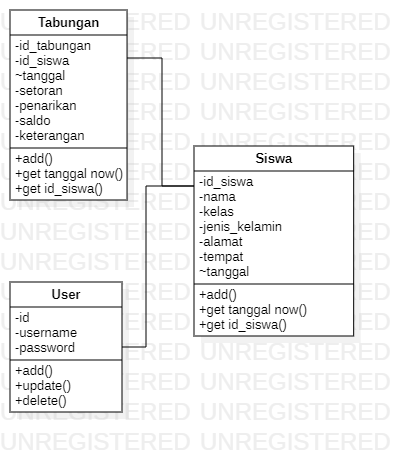 Tabungan
-id_tabungan
-id_siswa
~tanggal
-setoran
-penarikan
-saldo
-keterangan
+add()
+get tanggal now()
+get id_siswa()
Siswa
-id_siswa
-nama
-kelas
-jenis_kelamin
-alamat
-tempat
~tanggal
+add()
+get tanggal now()
+get id_siswa()
User
-id
-username
-password
+add()
+update()
+delete()
UNREGISTERED UNREGISTERED